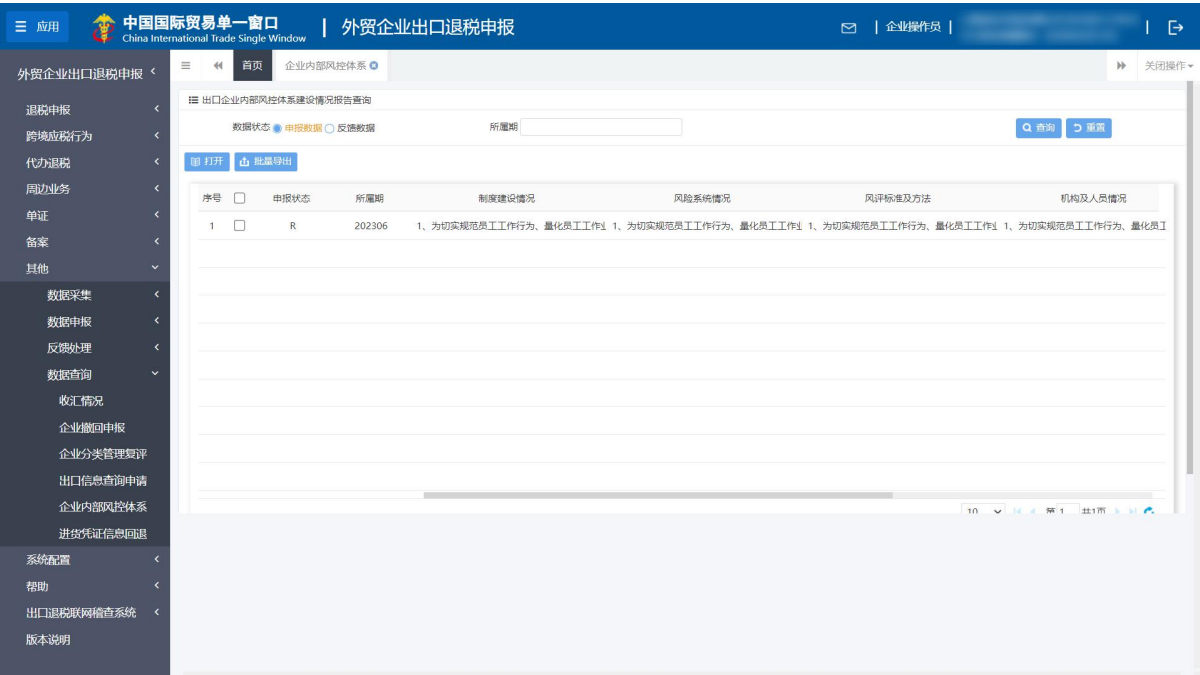 应用
中国国际贸易单一窗口
China International Trade Single Window
外贸企业出口退税申报
企业操作员
外贸企业出口退税申报
首页
企业内部风控体系
关闭操作
退税申报
跨境应税行为
代办退税
周边业务
单证
备案
其他
数据采集
数据申报
反馈处理
数据查询
收汇情况
企业撤回申报
企业分类管理复评
出口信息查询申请
企业内部风控体系
进货凭证信息回退
系统配置
帮助
出口退税联网稽查系统
版本说明
出口企业内部风控体系建设情况报告查询
数据状态 申报数据 反馈数据 所属期 查询 重置
打开 批量导出
序号 申报状态 所属期 制度建设情况 风险系统情况 风评标准及方法 机构及人员情况
1 R 202306 1、为切实规范员工工作行为、量化员工工作 1、为切实规范员工工作行为、量化员工工作 1、为切实规范员工工作行为、量化员工工作 1、为切实规范员工工作行为、量化员工
10 第 1 共1页